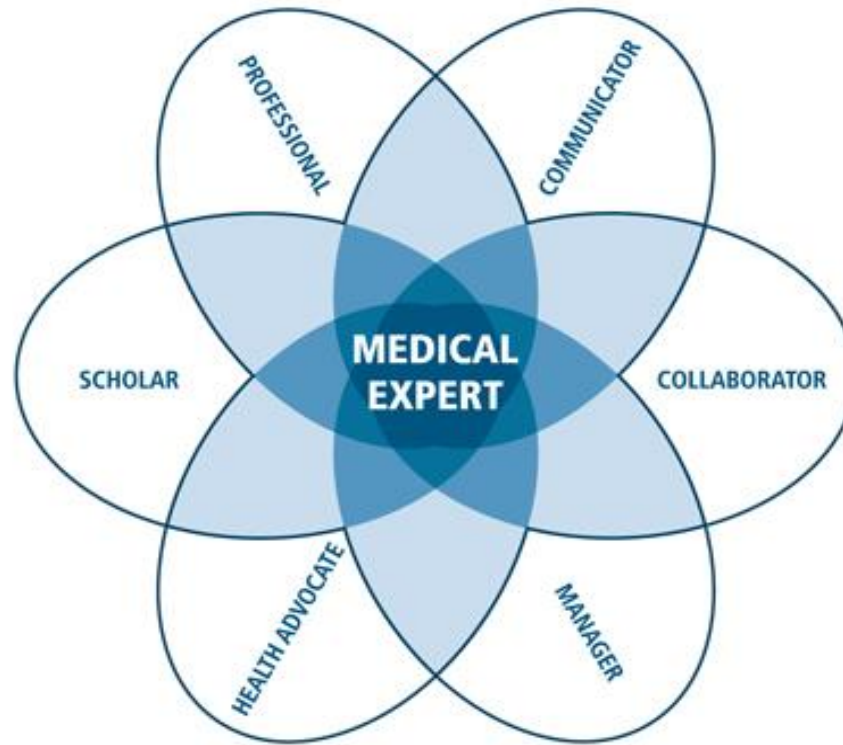 PROFESSIONAL
COMMUNICATOR
SCHOLAR
MEDICAL
EXPERT
COLLABORATOR
HEALTH ADVOCATE
MANAGER